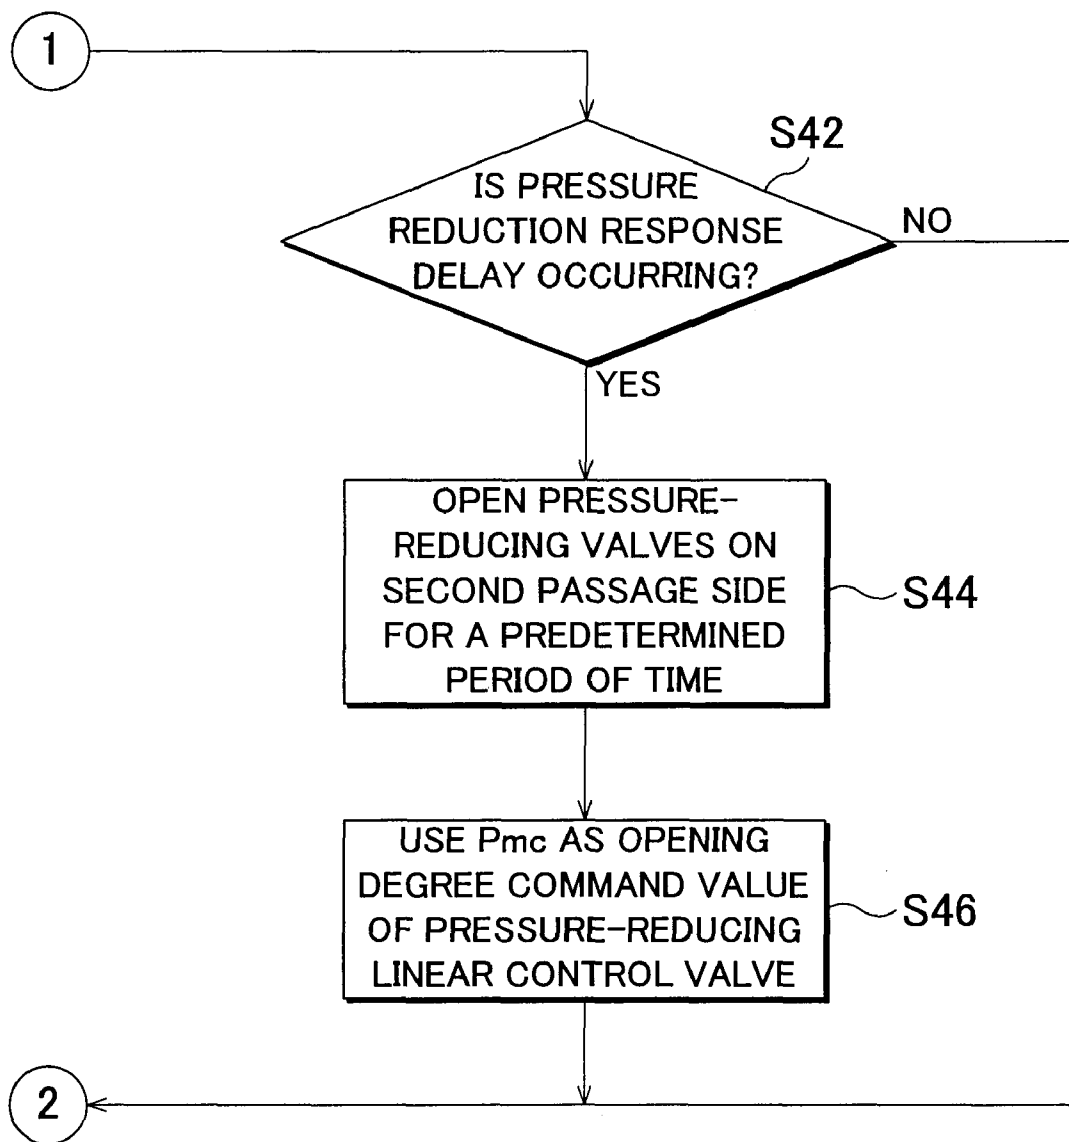 1
S42
IS PRESSURE
REDUCTION RESPONSE
DELAY OCCURRING?
NO
YES
OPEN PRESSURE-
REDUCING VALVES ON
SECOND PASSAGE SIDE
FOR A PREDETERMINED
PERIOD OF TIME
S44
USE Pmc AS OPENING
DEGREE COMMAND VALUE
OF PRESSURE-REDUCING
LINEAR CONTROL VALVE
S46
2